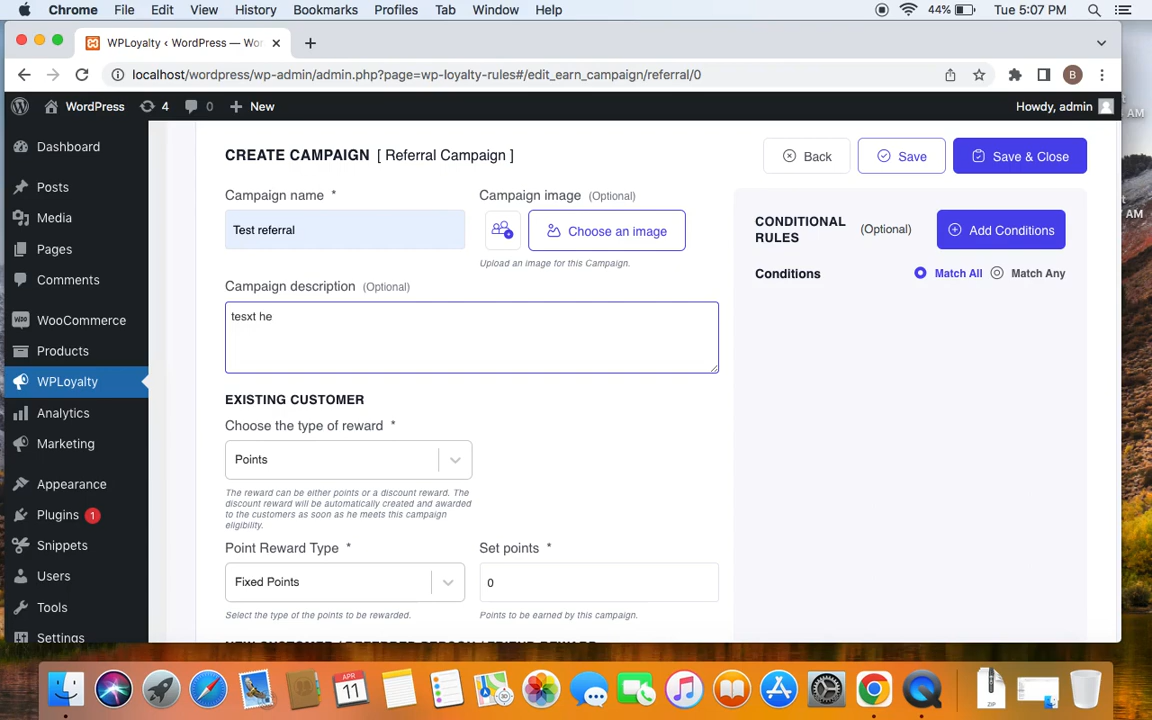 Chrome File Edit View History Bookmarks Profiles Tab Window Help 44% Tue 5:07 PM
WPLoyalty ‹ WordPress — Wor
localhost/wordpress/wp-admin/admin.php?page=wp-loyalty-rules#/edit_earn_campaign/referral/0 B
WordPress 4 0 New Howdy, admin
AM
AM
Dashboard
Posts
Media
Pages
Comments
WooCommerce
Products
WPLoyalty
Analytics
Marketing
Appearance
Plugins 1
Snippets
Users
Tools
Settings
CREATE CAMPAIGN [ Referral Campaign ] Back Save Save & Close
Campaign name * Campaign image (Optional)
Test referral Choose an image
Upload an image for this Campaign.
Campaign description (Optional)
tesxt he
EXISTING CUSTOMER
Choose the type of reward *
Points
The reward can be either points or a discount reward. The
discount reward will be automatically created and awarded
to the customers as soon as he meets this campaign
eligibility.
Point Reward Type * Set points *
Fixed Points 0
Select the type of the points to be rewarded. Points to be earned by this campaign.
CONDITIONAL RULES (Optional) Add Conditions
Conditions Match All Match Any
APR
11
ZIP